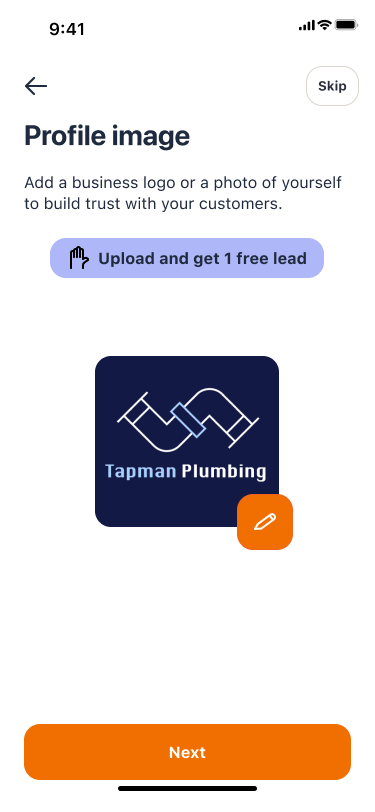 9:41
Skip
Profile image
Add a business logo or a photo of yourself
to build trust with your customers.
Upload and get 1 free lead
Tapman Plumbing
Next